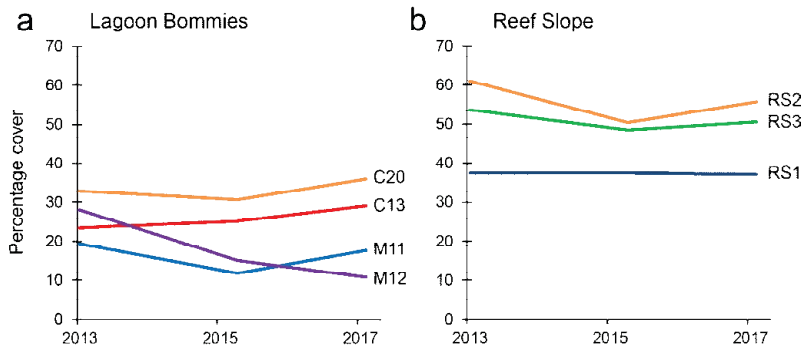 a Lagoon Bommies
Percentage cover
70
60
50
40
30
20
10
0
2013 2015 2017
C20
C13
M11
M12
b Reef Slope
70
60
50
40
30
20
10
0
2013 2015 2017
RS2
RS3
RS1